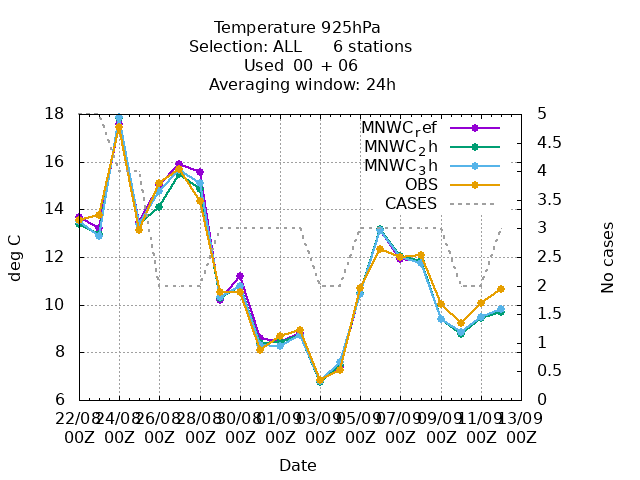 Temperature 925hPa
Selection: ALL 6 stations
Used 00 + 06
Averaging window: 24h
18 5
MNWCref
4.5
MNWC2h
16 4
MNWC3h
OBS 3.5
14 CASES
3
12 2.5
2
10 1.5
8 1
0.5
6 0
22/08 24/08 26/08 28/08 30/08 01/09 03/09 05/09 07/09 09/09 11/09 13/09
00Z 00Z 00Z 00Z 00Z 00Z 00Z 00Z 00Z 00Z 00Z 00Z
Date
deg C
No cases